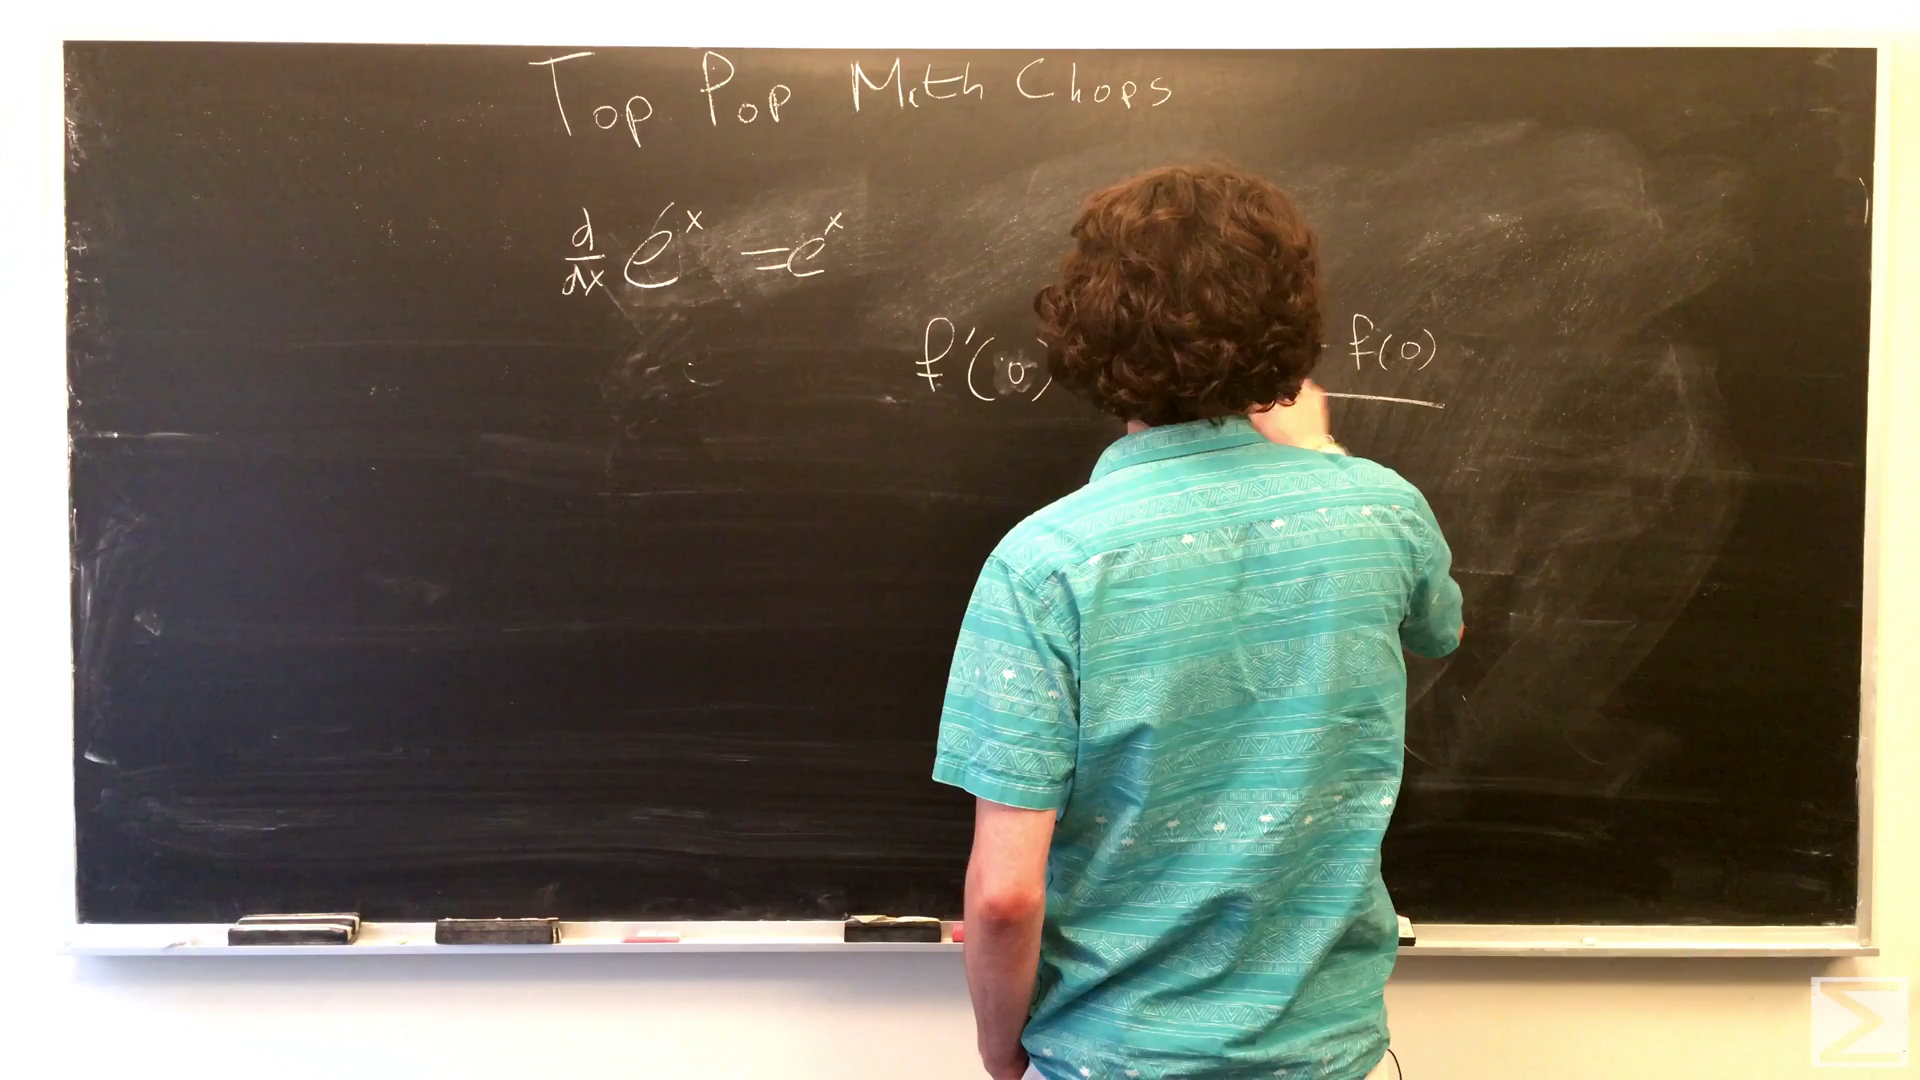 Top Pop Math Chops
d/dx e^x = e^x
f'(0) - f(0)
Σ